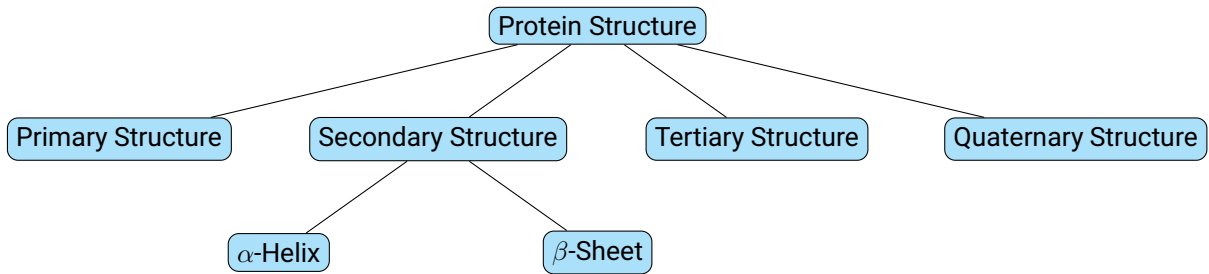 Protein Structure
Primary Structure
Secondary Structure
Tertiary Structure
Quaternary Structure
α-Helix
β-Sheet